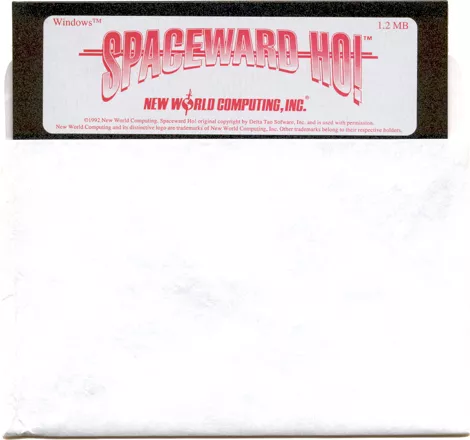 Windows™ 1.2 MB
SPACEWARD HO!™
NEW WORLD COMPUTING, INC.®
©1992 New World Computing. Spaceward Ho! original copyright by Delta Tao Software, Inc. and is used with permission.
New World Computing and its distinctive logo are trademarks of New World Computing, Inc. Other trademarks belong to their respective holders.